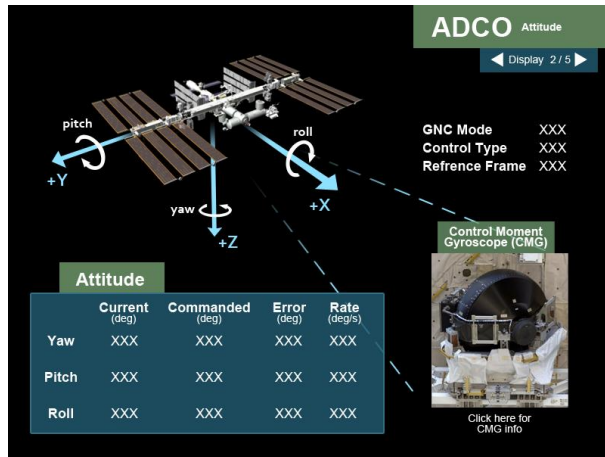 ADCO Attitude
Display 2 / 5
pitch
roll
+Y
yaw
+X
+Z
GNC Mode XXX
Control Type XXX
Refrence Frame XXX
Control Moment
Gyroscope (CMG)
Click here for
CMG info
Attitude
Current Commanded Error Rate
(deg) (deg) (deg) (deg/s)
Yaw XXX XXX XXX XXX
Pitch XXX XXX XXX XXX
Roll XXX XXX XXX XXX